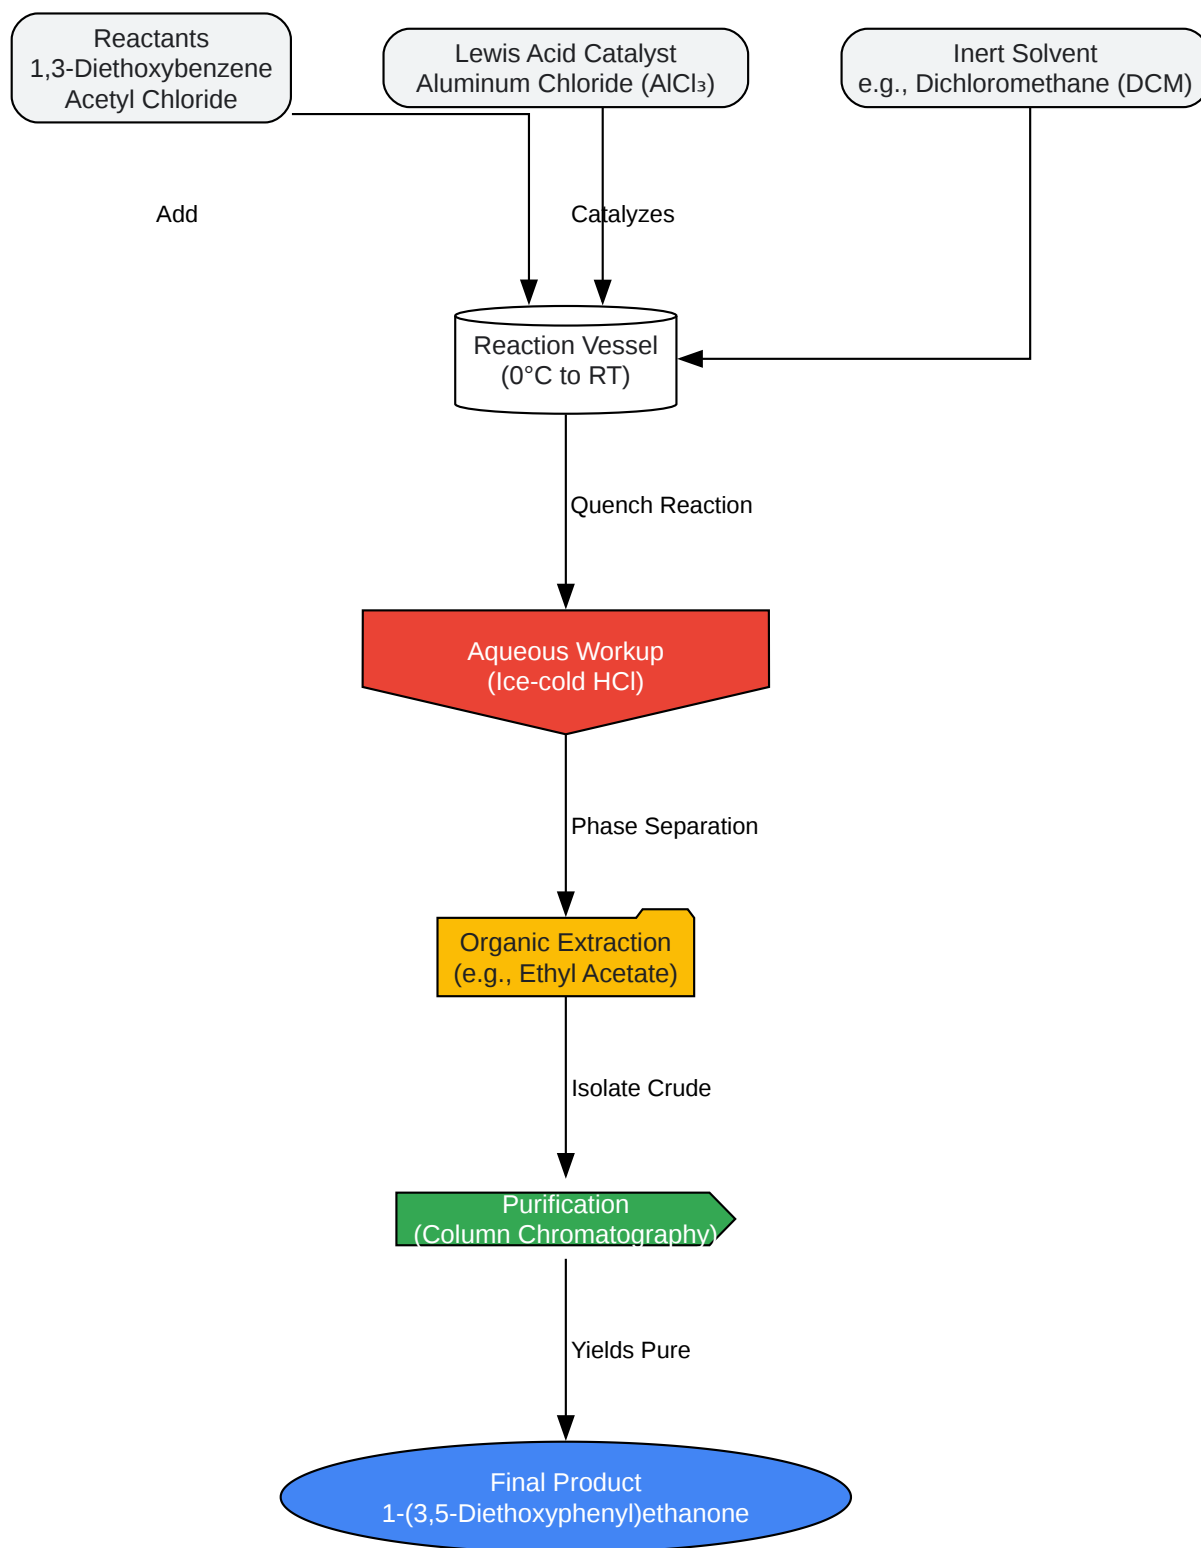 Reactants
1,3-Diethoxybenzene
Acetyl Chloride
Lewis Acid Catalyst
Aluminum Chloride (AlCl₃)
Inert Solvent
e.g., Dichloromethane (DCM)
Add
Catalyzes
Reaction Vessel
(0°C to RT)
Quench Reaction
Aqueous Workup
(Ice-cold HCl)
Phase Separation
Organic Extraction
(e.g., Ethyl Acetate)
Isolate Crude
Purification
(Column Chromatography)
Yields Pure
Final Product
1-(3,5-Diethoxyphenyl)ethanone